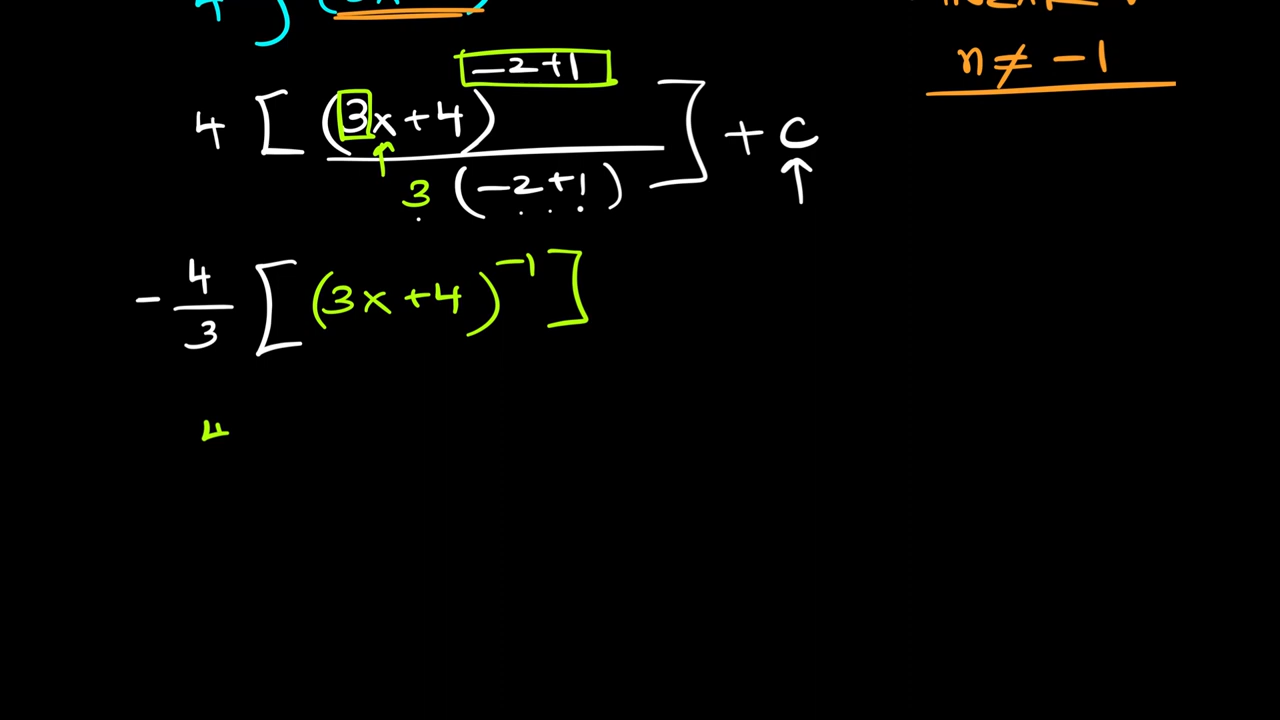 n ≠ -1
4 [ (3x+4)^(-2+1) / 3(-2+1) ] + c
- 4/3 [ (3x+4)^-1 ]
4